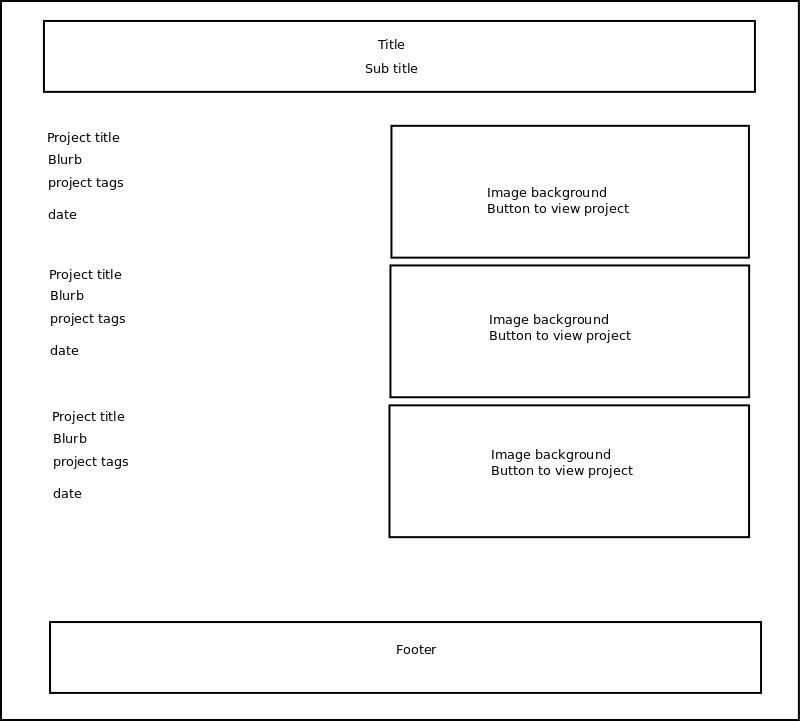 Title
Sub title
Project title
Blurb
project tags
date
Image background
Button to view project
Project title
Blurb
project tags
date
Image background
Button to view project
Project title
Blurb
project tags
date
Image background
Button to view project
Footer